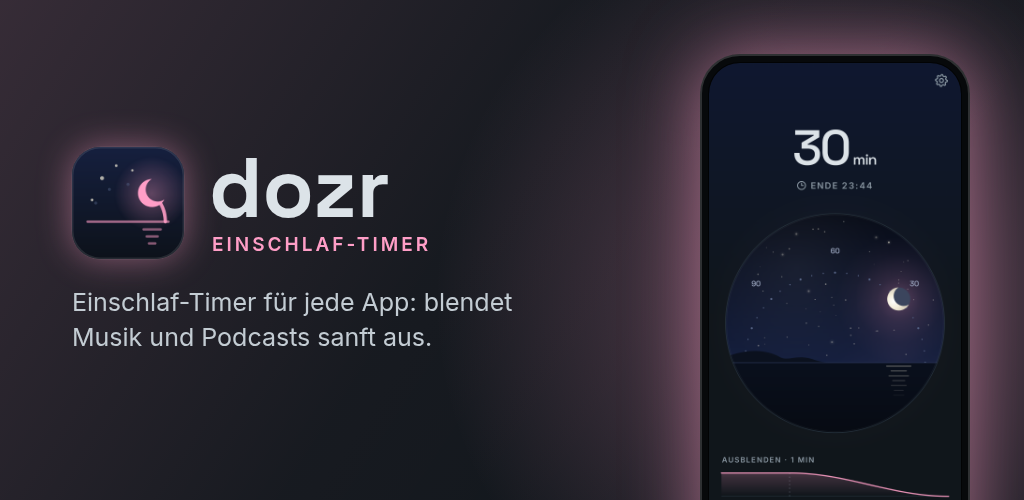 dozr
EINSCHLAF-TIMER
Einschlaf-Timer für jede App: blendet
Musik und Podcasts sanft aus.
30 min
ENDE 23:44
60
90
30
AUSBLENDEN · 1 MIN